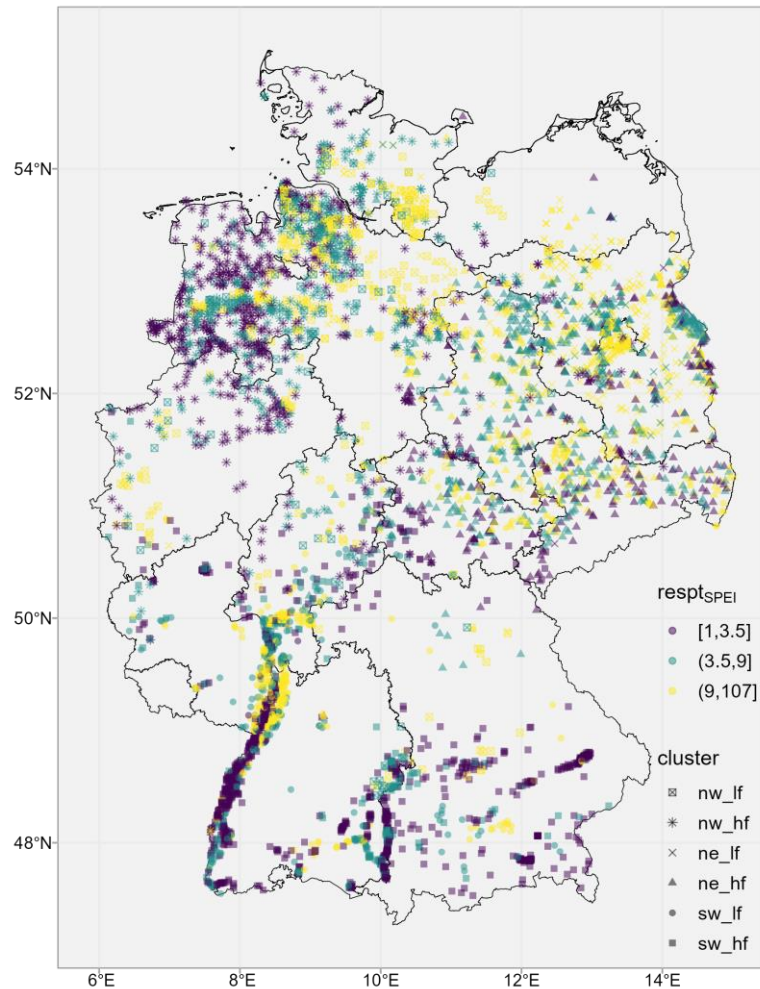 54°N
52°N
50°N
48°N
6°E 8°E 10°E 12°E 14°E
respt_SPEI
[1,3.5]
(3.5,9]
(9,107]
cluster
nw_lf
nw_hf
ne_lf
ne_hf
sw_lf
sw_hf